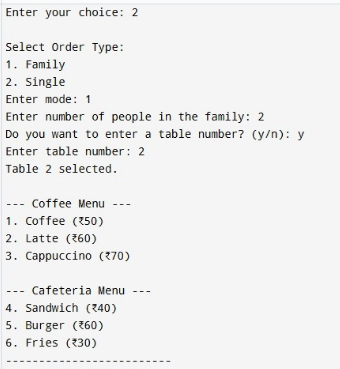 Enter your choice: 2
Select Order Type:
1. Family
2. Single
Enter mode: 1
Enter number of people in the family: 2
Do you want to enter a table number? (y/n): y
Enter table number: 2
Table 2 selected.
--- Coffee Menu ---
1. Coffee (₹50)
2. Latte (₹60)
3. Cappuccino (₹70)
--- Cafeteria Menu ---
4. Sandwich (₹40)
5. Burger (₹60)
6. Fries (₹30)
------------------------